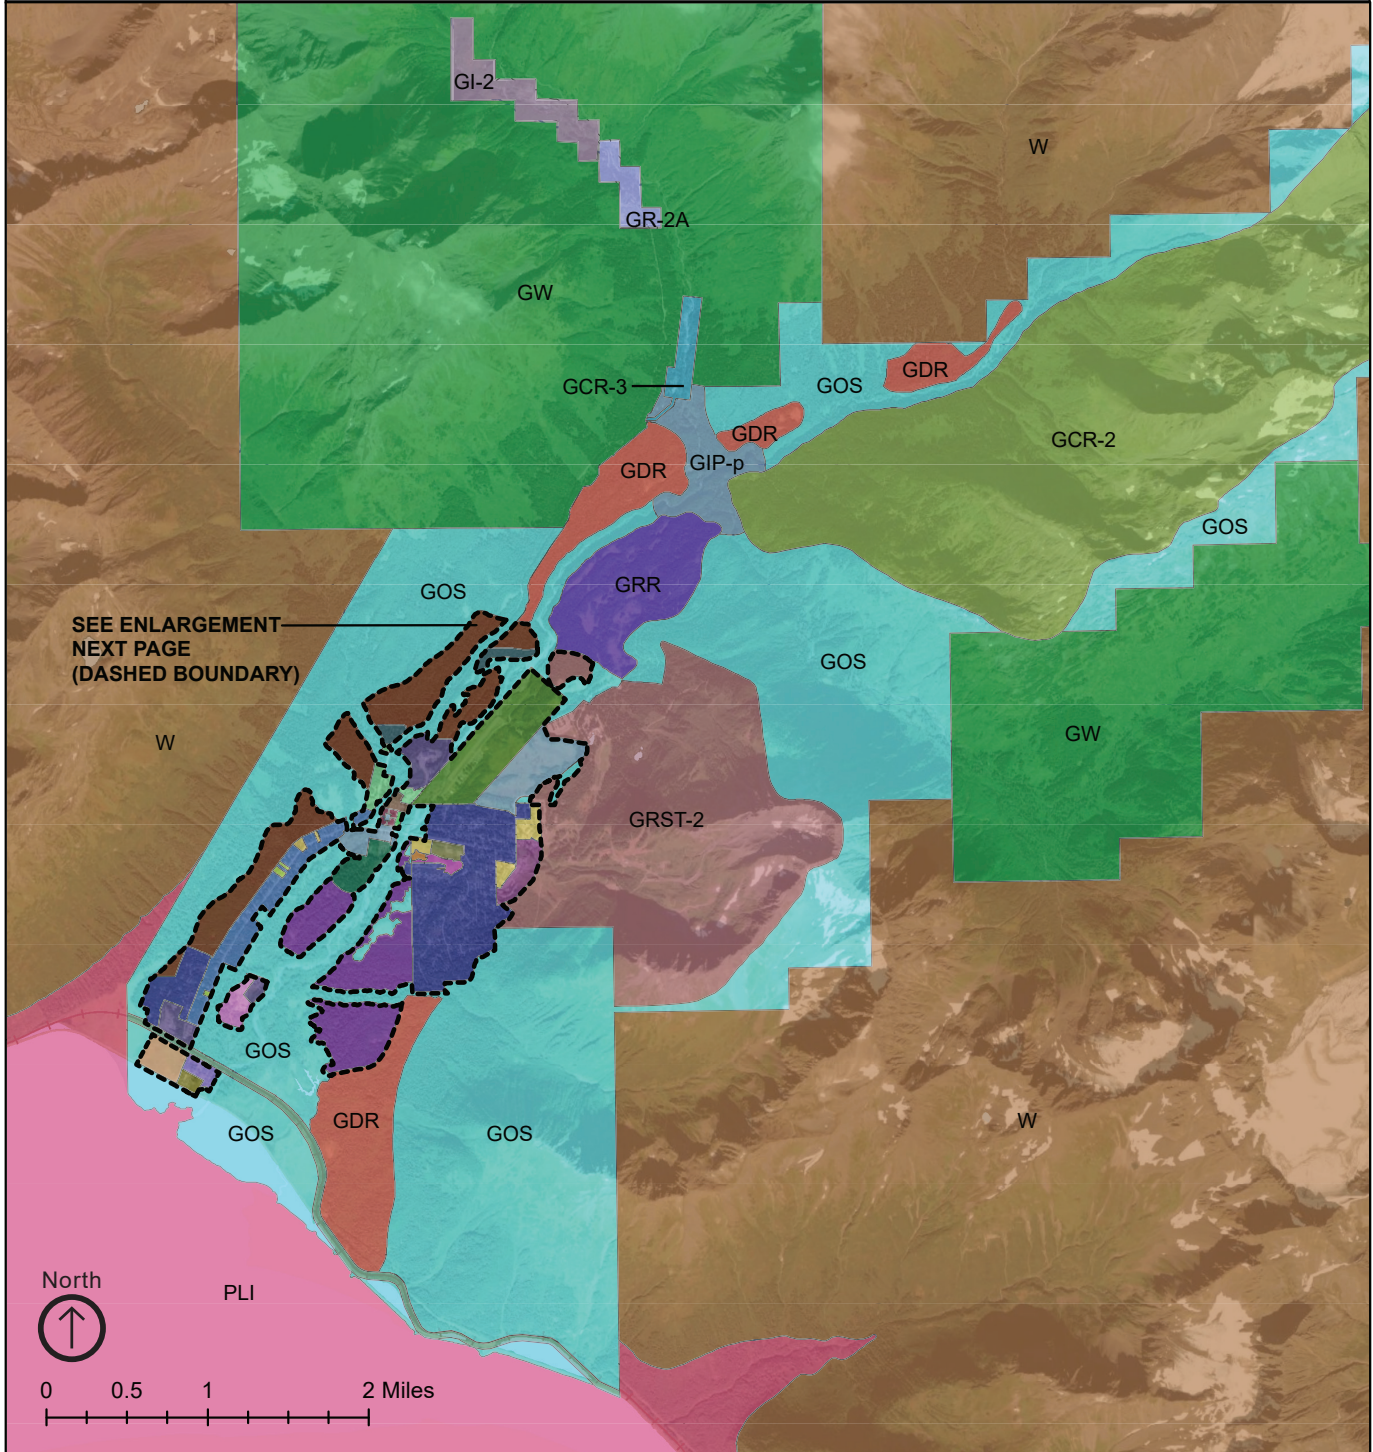 GI-2
W
GR-2A
GW
GCR-3
GOS
GDR
GDR
GCR-2
GIP-p
GDR
GOS
GRR
GOS
SEE ENLARGEMENT
NEXT PAGE
(DASHED BOUNDARY)
GOS
W
GW
GRST-2
GOS
GDR
GOS
GOS
W
North
PLI
0 0.5 1 2 Miles